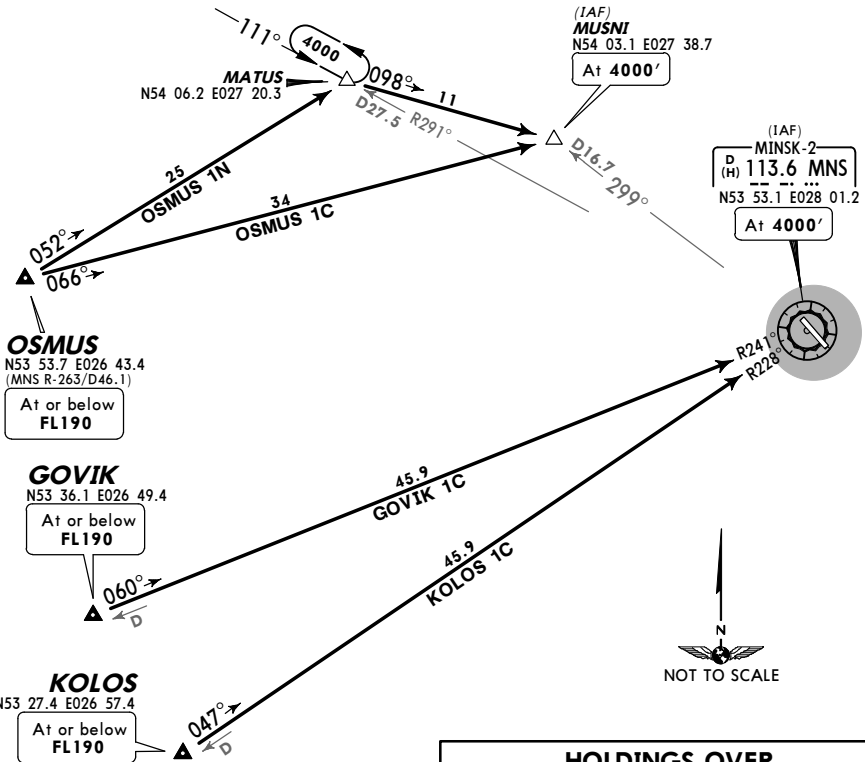 111°
4000
MATUS
N54 06.2 E027 20.3
098°
11
D27.5
R291°
(IAF)
MUSNI
N54 03.1 E027 38.7
At 4000'
D16.7
299°
(IAF)
MINSK-2
D
(H) 113.6 MNS
N53 53.1 E028 01.2
At 4000'
25
OSMUS 1N
34
OSMUS 1C
052°
066°
OSMUS
N53 53.7 E026 43.4
(MNS R-263/D46.1)
At or below
FL190
R241°
R228°
GOVIK
N53 36.1 E026 49.4
At or below
FL190
45.9
GOVIK 1C
060°
D
45.9
KOLOS 1C
KOLOS
N53 27.4 E026 57.4
At or below
FL190
047°
D
N
NOT TO SCALE
HOLDINGS OVER